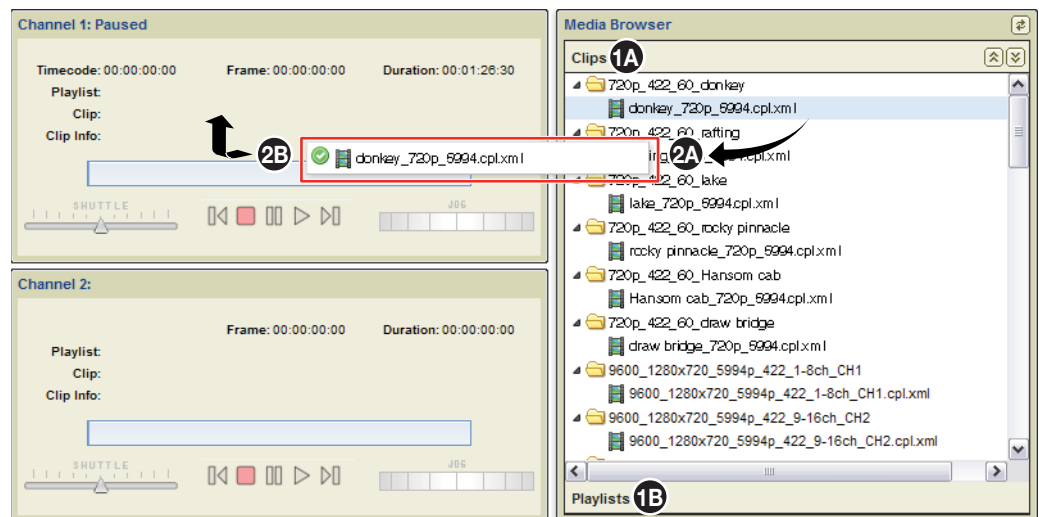 Channel 1: Paused
Timecode: 00:00:00:00 Frame: 00:00:00:00 Duration: 00:01:26:30
Playlist:
Clip:
Clip Info:
2B donkey_720p_5994.cpl.xml 2A
SHUTTLE
JOG
Channel 2:
Frame: 00:00:00:00 Duration: 00:00:00:00
Playlist:
Clip:
Clip Info:
SHUTTLE
JOG
Media Browser
Clips 1A
720p_422_60_donkey
donkey_720p_5994.cpl.xml
720p_422_60_rafting
.cpl.xml
720p_422_60_lake
lake_720p_5994.cpl.xml
720p_422_60_rocky pinnacle
rocky pinnacle_720p_5994.cpl.xml
720p_422_60_Hansom cab
Hansom cab_720p_5994.cpl.xml
720p_422_60_draw bridge
draw bridge_720p_5994.cpl.xml
9600_1280x720_5994p_422_1-8ch_CH1
9600_1280x720_5994p_422_1-8ch_CH1.cpl.xml
9600_1280x720_5994p_422_9-16ch_CH2
9600_1280x720_5994p_422_9-16ch_CH2.cpl.xml
Playlists 1B